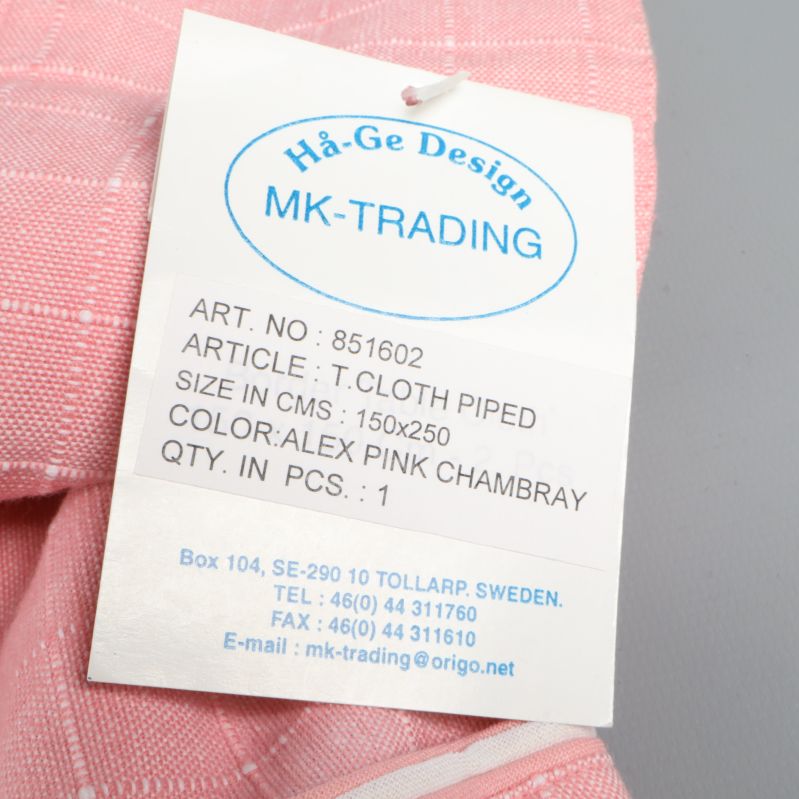 Hå-Ge Design
MK-TRADING
ART. NO : 851602
ARTICLE : T.CLOTH PIPED
SIZE IN CMS : 150x250
COLOR:ALEX PINK CHAMBRAY
QTY. IN PCS. : 1
Box 104, SE-290 10 TOLLARP. SWEDEN.
TEL : 46(0) 44 311760
FAX : 46(0) 44 311610
E-mail : mk-trading@origo.net